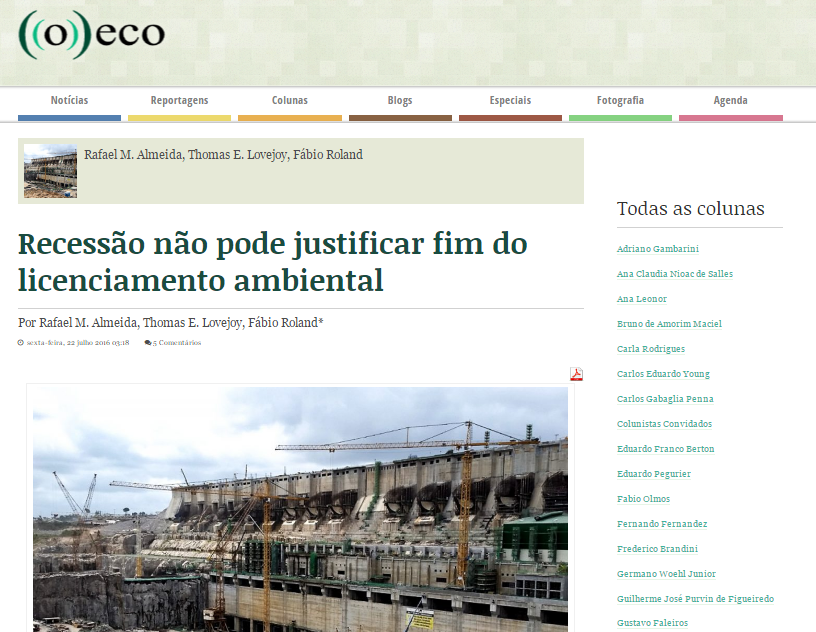 ((o))eco
Notícias
Reportagens
Colunas
Blogs
Especiais
Fotografia
Agenda
Rafael M. Almeida, Thomas E. Lovejoy, Fábio Roland
Recessão não pode justificar fim do
licenciamento ambiental
Por Rafael M. Almeida, Thomas E. Lovejoy, Fábio Roland*
sexta-feira, 22 julho 2016 03:18
5 Comentários
Todas as colunas
Adriano Gambarini
Ana Claudia Nioac de Salles
Ana Leonor
Bruno de Amorim Maciel
Carla Rodrigues
Carlos Eduardo Young
Carlos Gabaglia Penna
Colunistas Convidados
Eduardo Franco Berton
Eduardo Pegurier
Fabio Olmos
Fernando Fernandez
Frederico Brandini
Germano Woehl Junior
Guilherme José Purvin de Figueiredo
Gustavo Faleiros